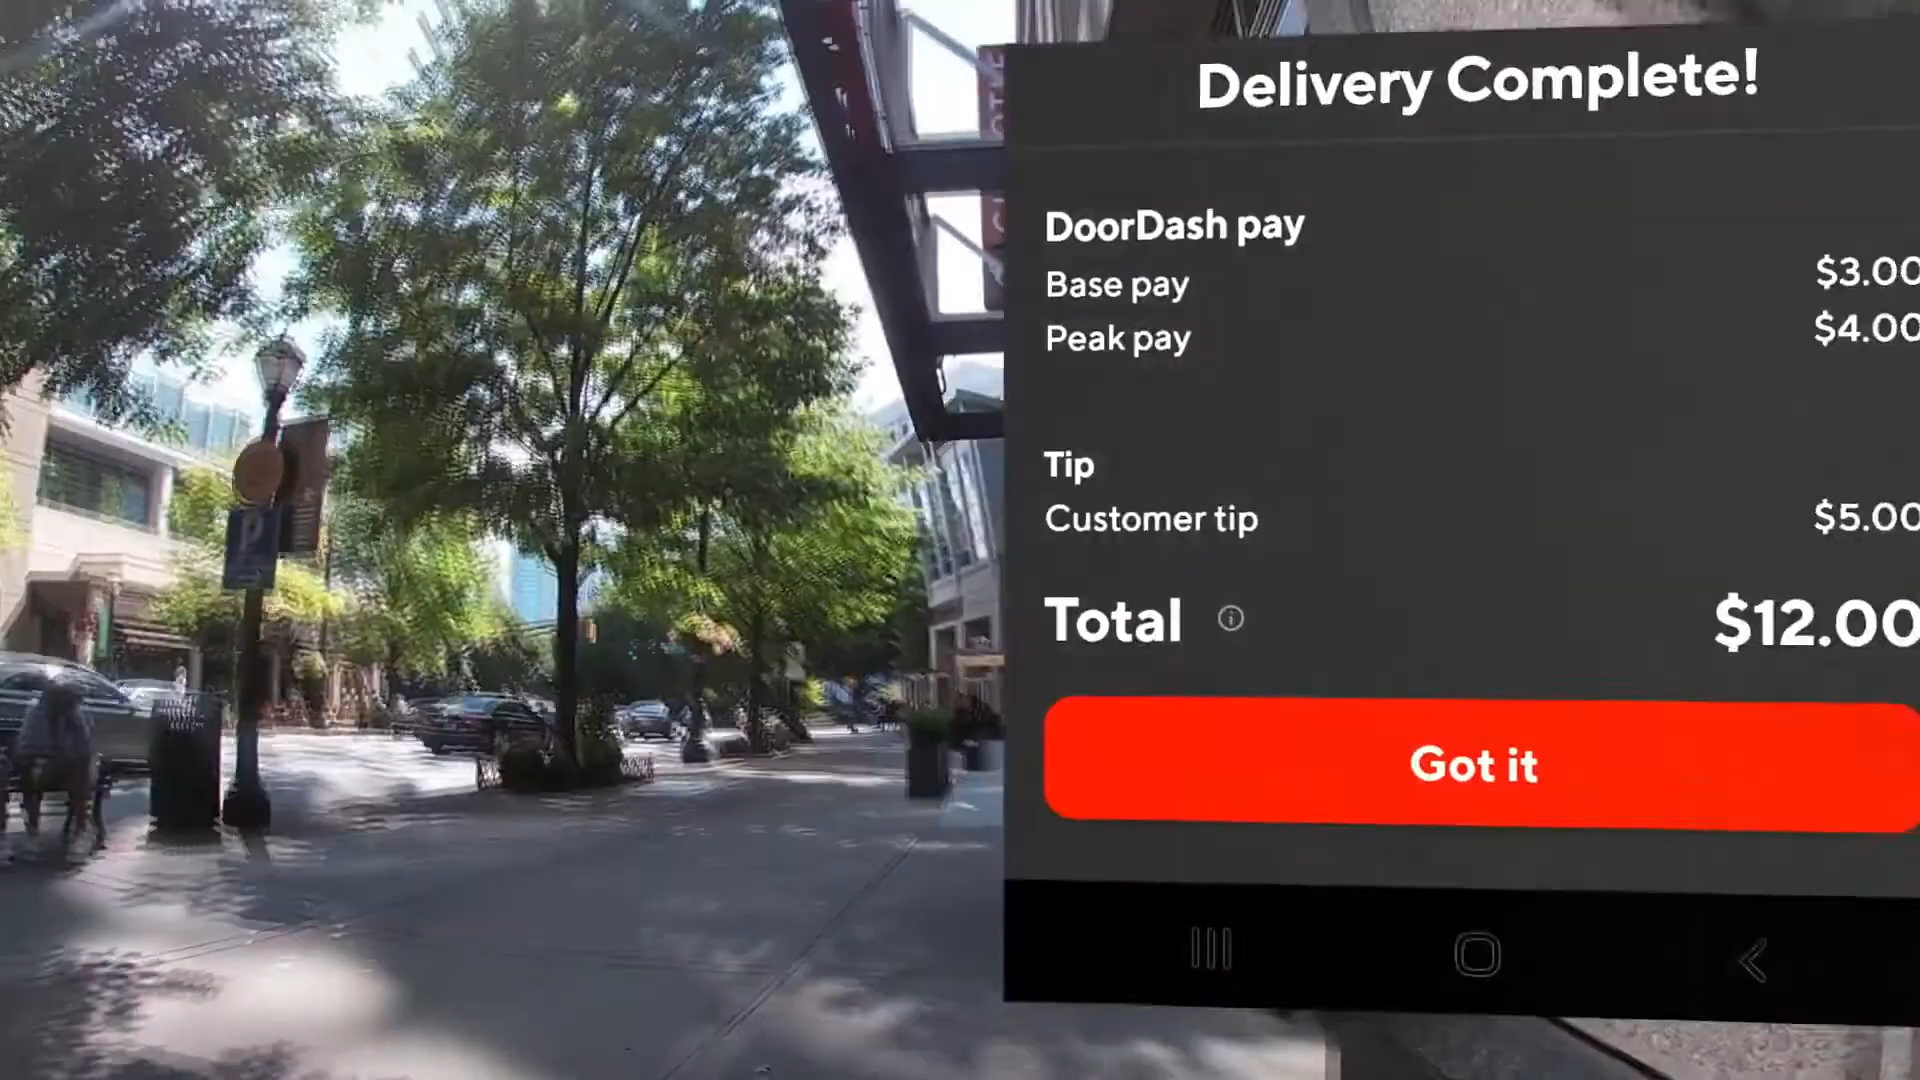 Delivery Complete!
DoorDash pay
Base pay $3.00
Peak pay $4.00
Tip
Customer tip $5.00
Total $12.00
Got it
P